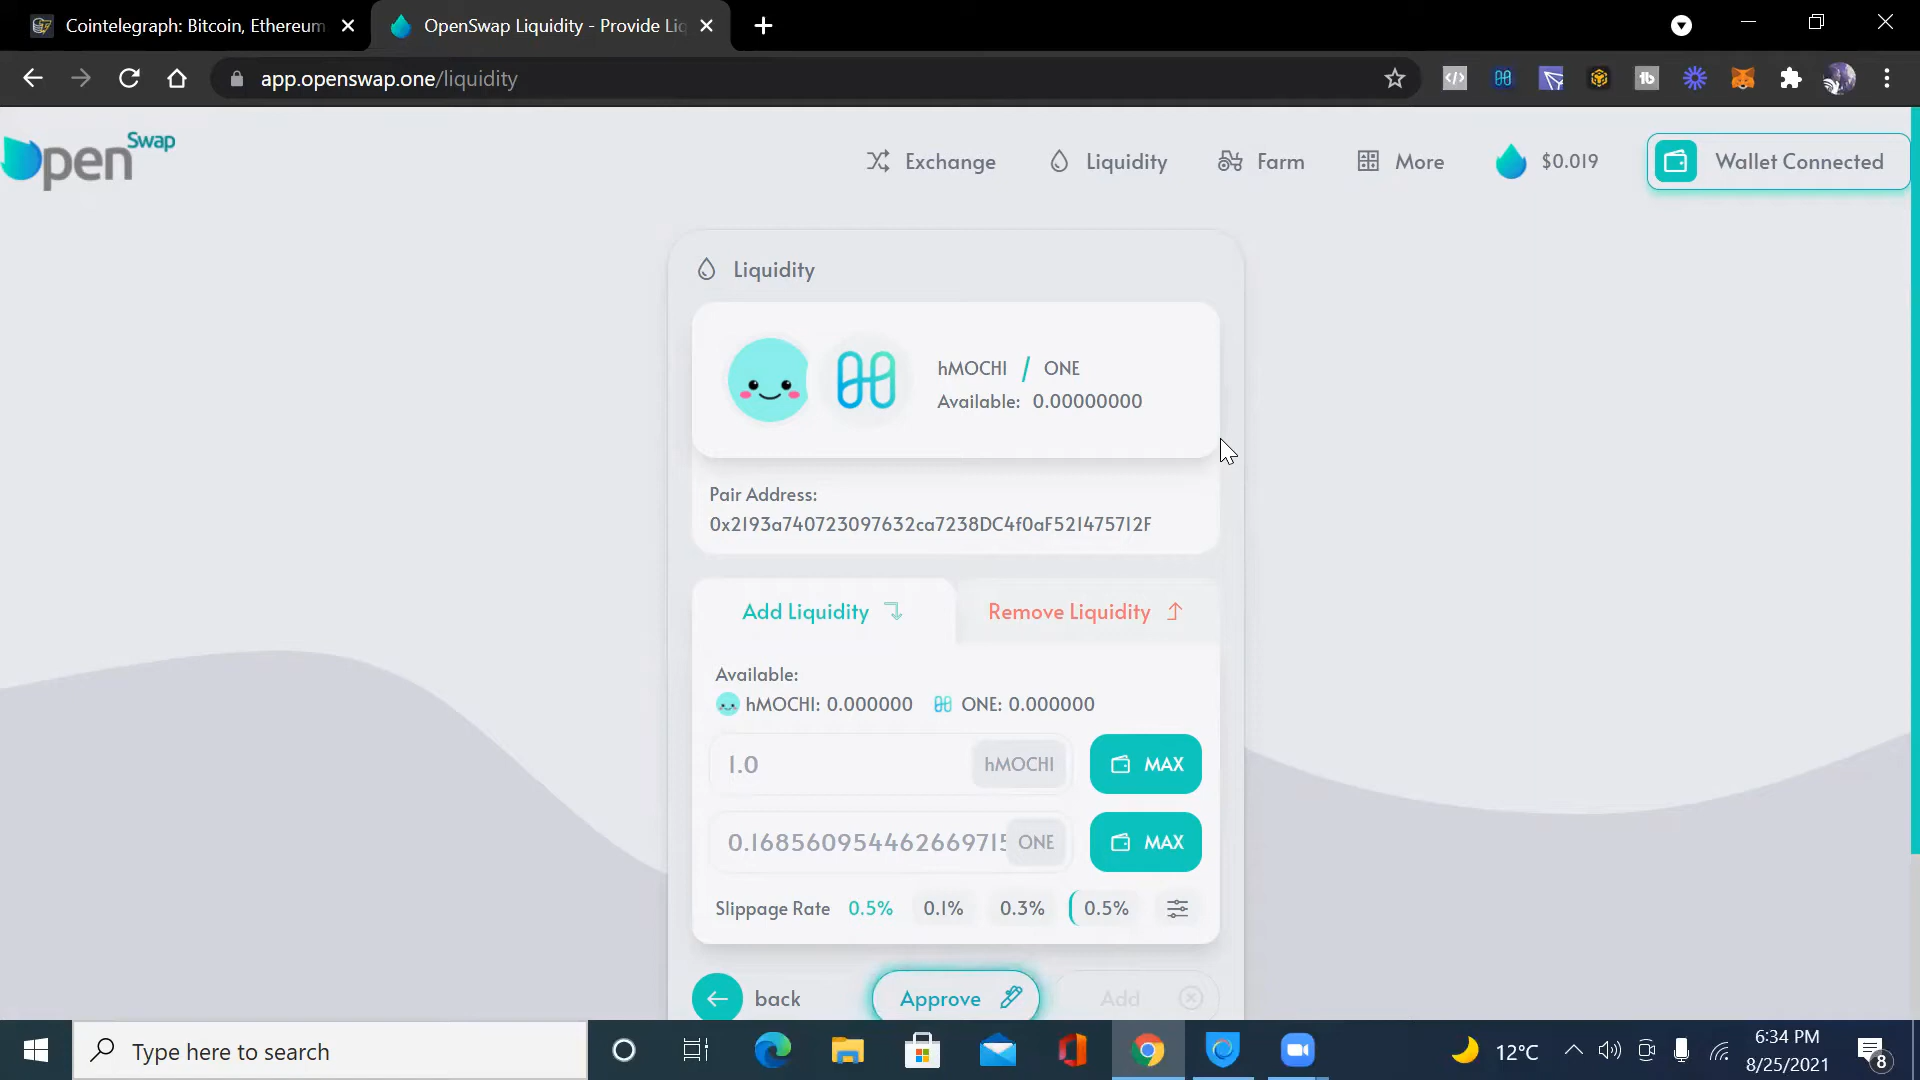 Cointelegraph: Bitcoin, Ethereum
OpenSwap Liquidity - Provide Liq
app.openswap.one/liquidity
Open Swap
Exchange
Liquidity
Farm
More
$0.019
Wallet Connected
Liquidity
hMOCHI / ONE
Available: 0.00000000
Pair Address:
0x2193a740723097632ca7238DC4f0aF521475712F
Add Liquidity
Remove Liquidity
Available:
hMOCHI: 0.000000 ONE: 0.000000
1.0 hMOCHI MAX
0.168560954462669715 ONE MAX
Slippage Rate 0.5% 0.1% 0.3% 0.5%
back
Approve
Add
Type here to search
12°C
6:34 PM
8/25/2021
8